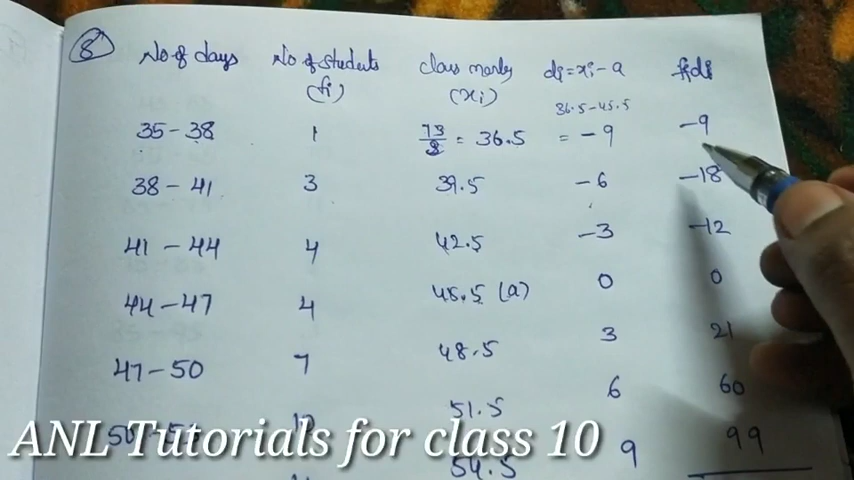 8 No of days No of students class marks di = xi - a fidi
(fi) (xi) 36.5-45.5
35-38 1 73/2 = 36.5 = -9 -9
38 - 41 3 39.5 -6 -18
41 - 44 4 42.5 -3 -12
44-47 4 45.5 (a) 0 0
47-50 7 48.5 3 21
51.5 6 60
54.5 9 99
ANL Tutorials for class 10